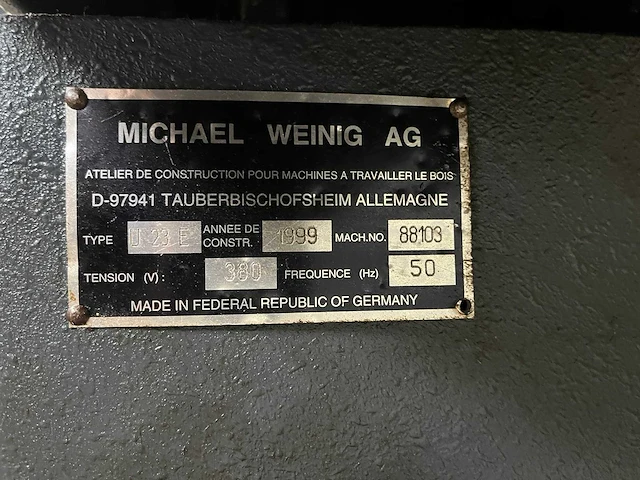 MICHAEL WEINIG AG
ATELIER DE CONSTRUCTION POUR MACHINES A TRAVAILLER LE BOIS
D-97941 TAUBERBISCHOFSHEIM ALLEMAGNE
TYPE U 23 E ANNEE DE CONSTR. 1999 MACH.NO. 88103
TENSION (V): 380 FREQUENCE (Hz) 50
MADE IN FEDERAL REPUBLIC OF GERMANY